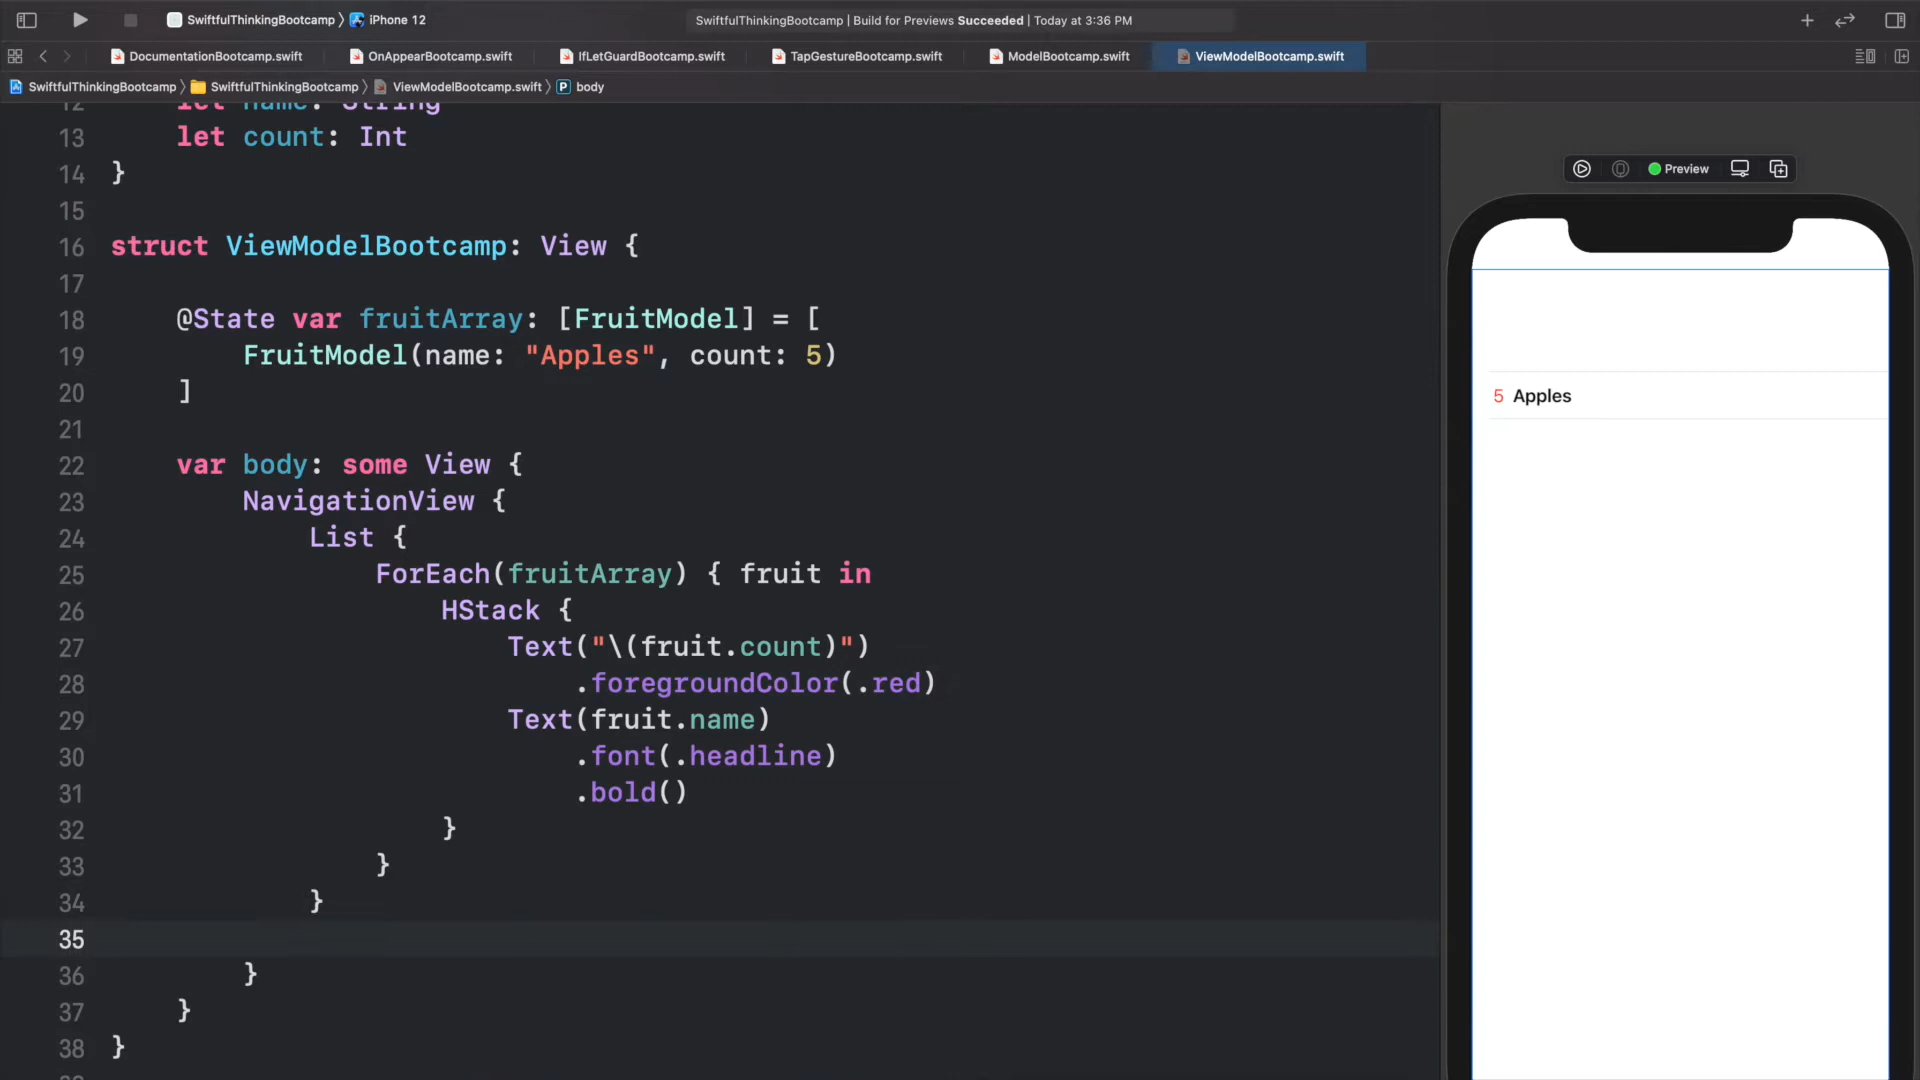 SwiftfulThinkingBootcamp 〉 iPhone 12
SwiftfulThinkingBootcamp | Build for Previews Succeeded | Today at 3:36 PM
DocumentationBootcamp.swift
OnAppearBootcamp.swift
IfLetGuardBootcamp.swift
TapGestureBootcamp.swift
ModelBootcamp.swift
ViewModelBootcamp.swift
SwiftfulThinkingBootcamp 〉 SwiftfulThinkingBootcamp 〉 ViewModelBootcamp.swift 〉 P body
12 let name: String
13 let count: Int
14 }
15
16 struct ViewModelBootcamp: View {
17
18 @State var fruitArray: [FruitModel] = [
19 FruitModel(name: "Apples", count: 5)
20 ]
21
22 var body: some View {
23 NavigationView {
24 List {
25 ForEach(fruitArray) { fruit in
26 HStack {
27 Text("\(fruit.count)")
28 .foregroundColor(.red)
29 Text(fruit.name)
30 .font(.headline)
31 .bold()
32 }
33 }
34 }
35
36 }
37 }
38 }
Preview
5 Apples